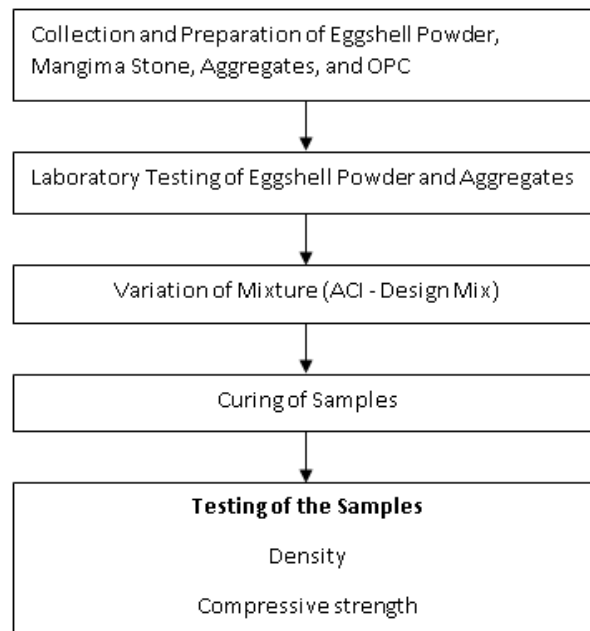 Collection and Preparation of Eggshell Powder,
Mangima Stone, Aggregates, and OPC
Laboratory Testing of Eggshell Powder and Aggregates
Variation of Mixture (ACI - Design Mix)
Curing of Samples
Testing of the Samples
Density
Compressive strength